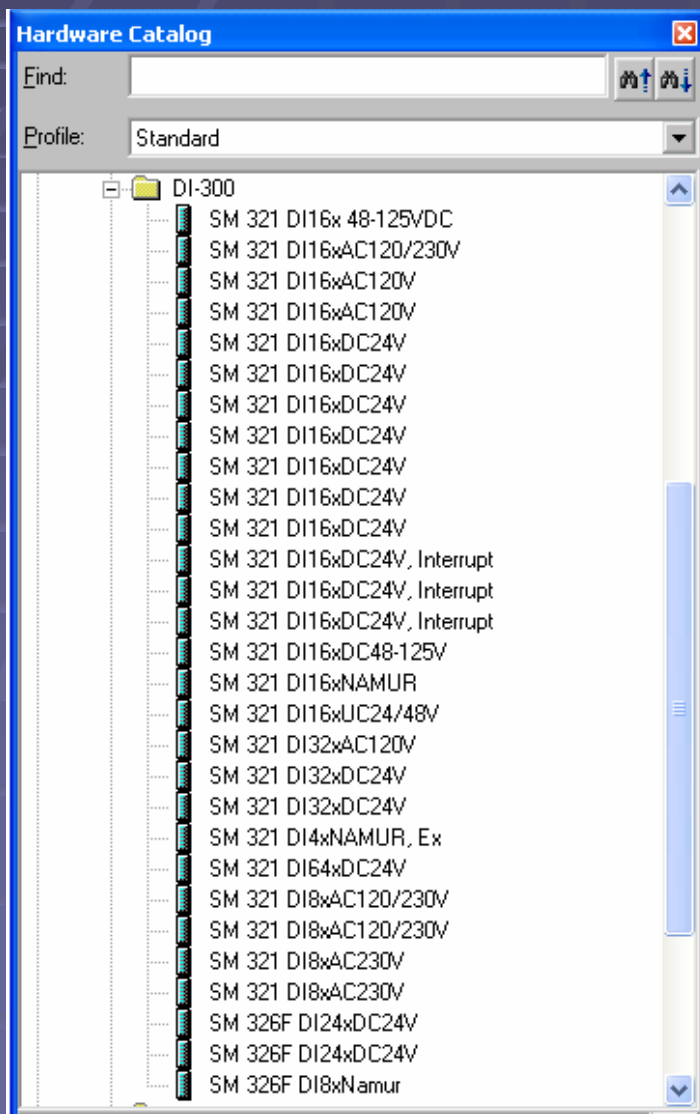 Hardware Catalog
Find:
Profile: Standard
DI-300
SM 321 DI16x 48-125VDC
SM 321 DI16xAC120/230V
SM 321 DI16xAC120V
SM 321 DI16xAC120V
SM 321 DI16xDC24V
SM 321 DI16xDC24V
SM 321 DI16xDC24V
SM 321 DI16xDC24V
SM 321 DI16xDC24V
SM 321 DI16xDC24V
SM 321 DI16xDC24V
SM 321 DI16xDC24V, Interrupt
SM 321 DI16xDC24V, Interrupt
SM 321 DI16xDC24V, Interrupt
SM 321 DI16xDC48-125V
SM 321 DI16xNAMUR
SM 321 DI16xUC24/48V
SM 321 DI32xAC120V
SM 321 DI32xDC24V
SM 321 DI32xDC24V
SM 321 DI4xNAMUR, Ex
SM 321 DI64xDC24V
SM 321 DI8xAC120/230V
SM 321 DI8xAC120/230V
SM 321 DI8xAC230V
SM 321 DI8xAC230V
SM 326F DI24xDC24V
SM 326F DI24xDC24V
SM 326F DI8xNamur